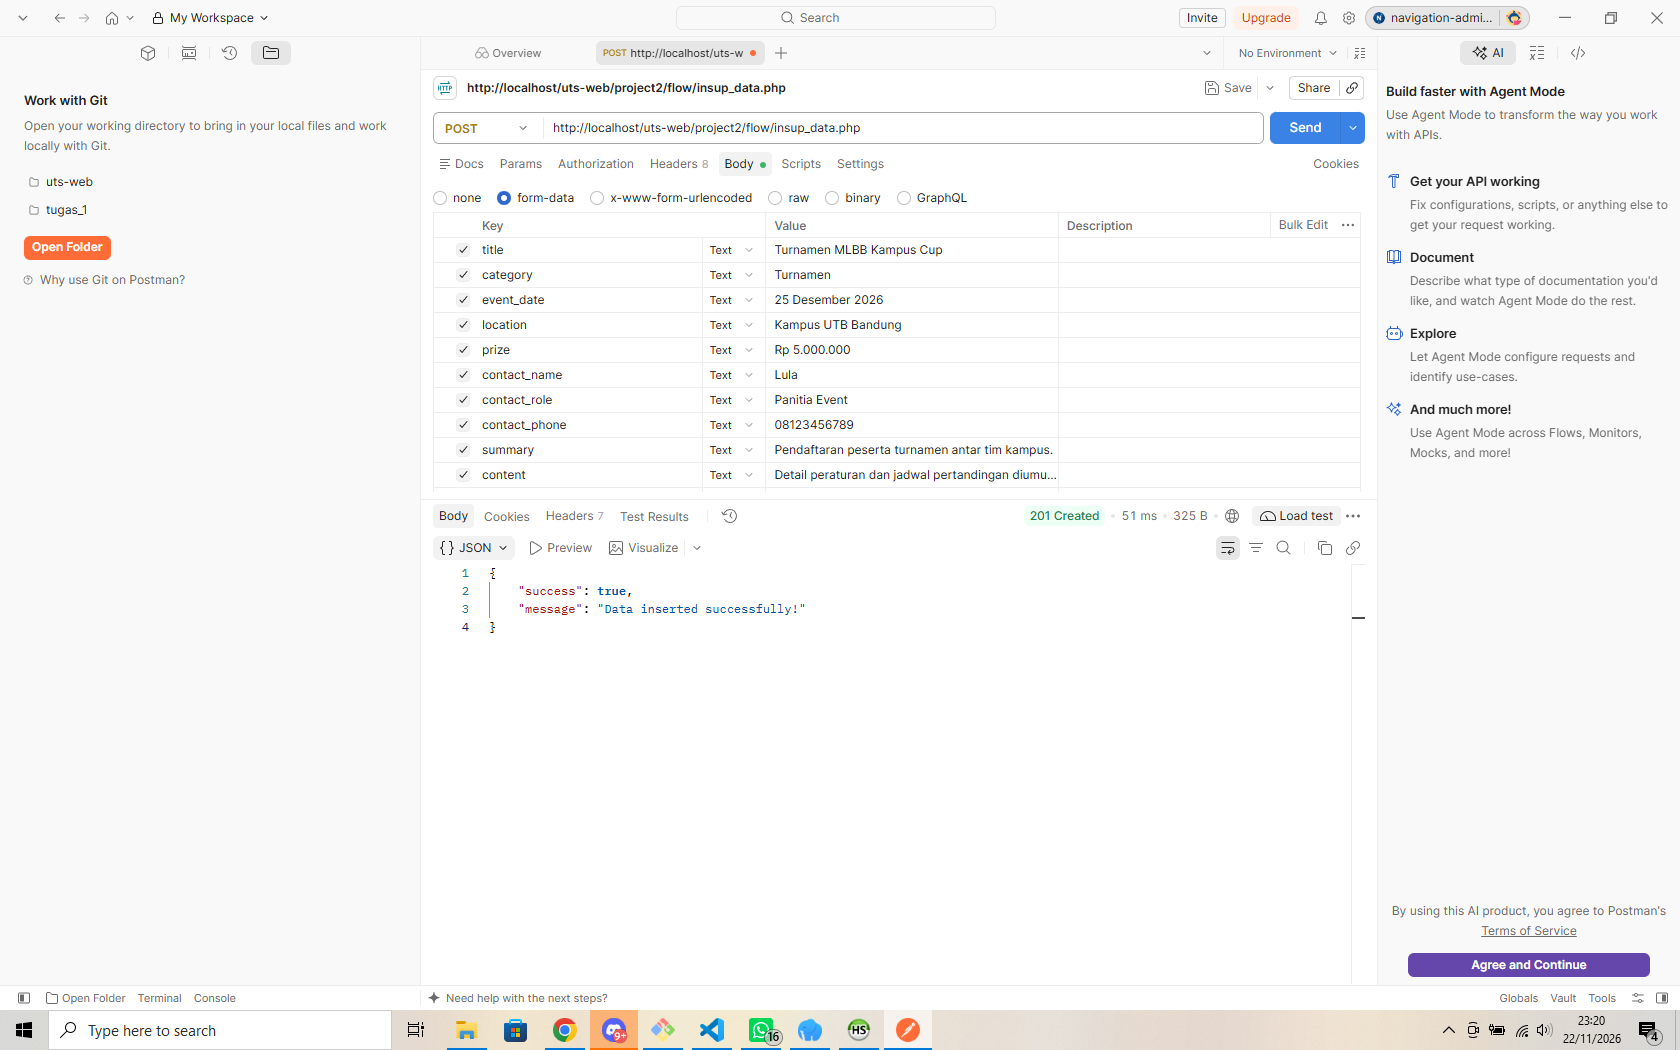 My Workspace
Search
Invite
Upgrade
N navigation-admi...
Overview
POST http://localhost/uts-w
No Environment
AI
Work with Git
Open your working directory to bring in your local files and work
locally with Git.
uts-web
tugas_1
Open Folder
Why use Git on Postman?
HTTP
http://localhost/uts-web/project2/flow/insup_data.php
Save
Share
POST
http://localhost/uts-web/project2/flow/insup_data.php
Send
Docs Params Authorization Headers 8 Body Scripts Settings Cookies
none form-data x-www-form-urlencoded raw binary GraphQL
Key Value Description Bulk Edit
title Text Turnamen MLBB Kampus Cup
category Text Turnamen
event_date Text 25 Desember 2026
location Text Kampus UTB Bandung
prize Text Rp 5.000.000
contact_name Text Lula
contact_role Text Panitia Event
contact_phone Text 08123456789
summary Text Pendaftaran peserta turnamen antar tim kampus.
content Text Detail peraturan dan jadwal pertandingan diumu...
Body Cookies Headers 7 Test Results
201 Created 51 ms 325 B Load test
{} JSON Preview Visualize
1 {
2 "success": true,
3 "message": "Data inserted successfully!"
4 }
Build faster with Agent Mode
Use Agent Mode to transform the way you work
with APIs.
Get your API working
Fix configurations, scripts, or anything else to
get your request working.
Document
Describe what type of documentation you'd
like, and watch Agent Mode do the rest.
Explore
Let Agent Mode configure requests and
identify use-cases.
And much more!
Use Agent Mode across Flows, Monitors,
Mocks, and more!
By using this AI product, you agree to Postman's
Terms of Service
Agree and Continue
Open Folder Terminal Console
Need help with the next steps?
Globals Vault Tools
Type here to search
9+
16
HS
23:20
22/11/2026
4